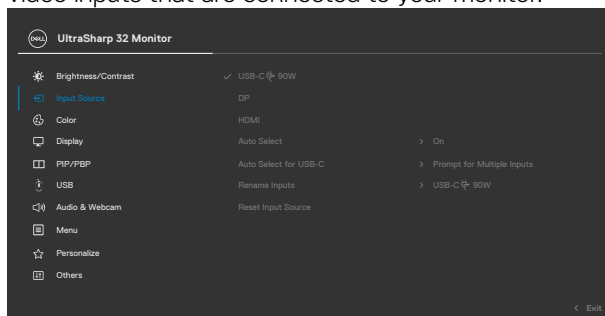 video inputs that are connected to your monitor.
DELL UltraSharp 32 Monitor
Brightness/Contrast USB-C 90W
Input Source DP
Color HDMI
Display Auto Select On
PIP/PBP Auto Select for USB-C Prompt for Multiple Inputs
USB Rename Inputs USB-C 90W
Audio & Webcam Reset Input Source
Menu
Personalize
Others
Exit